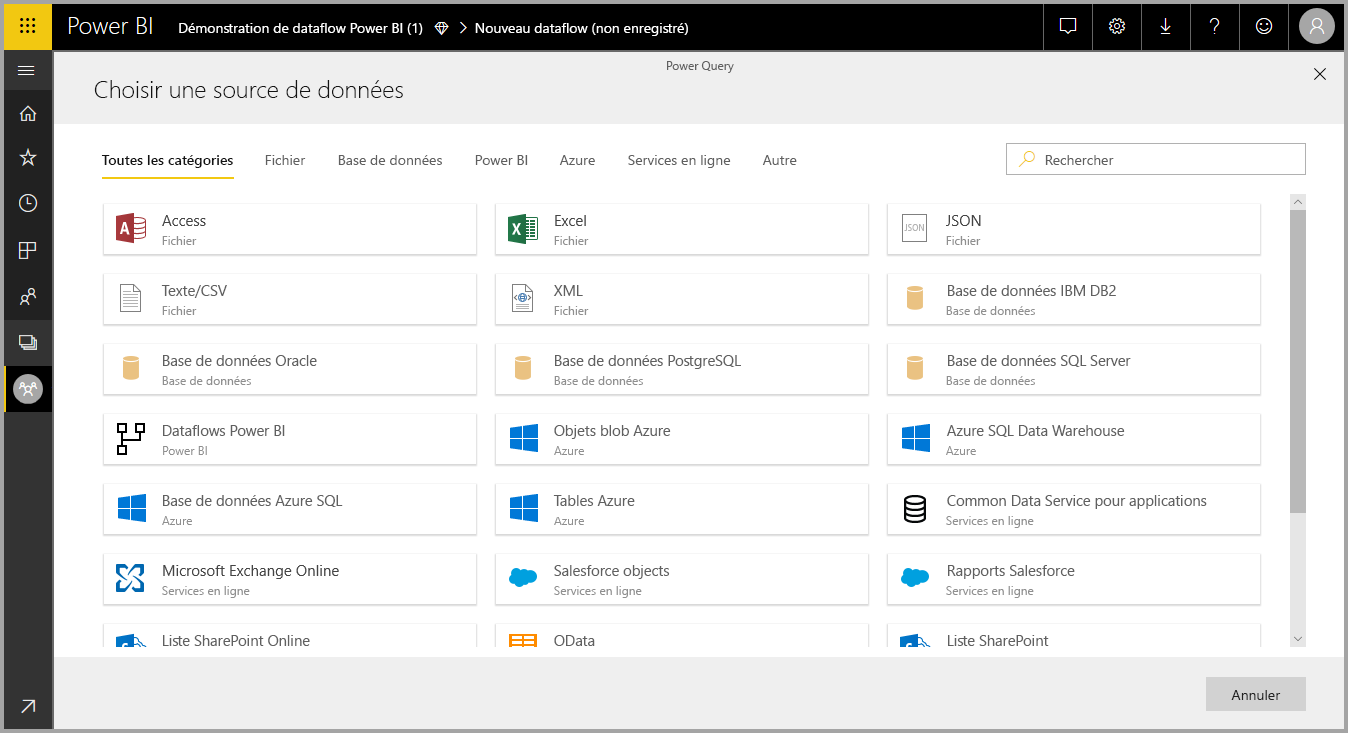 Power BI
Démonstration de dataflow Power BI (1) > Nouveau dataflow (non enregistré)
?
Power Query
Choisir une source de données
Toutes les catégories Fichier Base de données Power BI Azure Services en ligne Autre
Rechercher
Access
Fichier
Excel
Fichier
JSON
JSON
Fichier
Texte/CSV
Fichier
XML
Fichier
Base de données IBM DB2
Base de données
Base de données Oracle
Base de données
Base de données PostgreSQL
Base de données
Base de données SQL Server
Base de données
Dataflows Power BI
Power BI
Objets blob Azure
Azure
Azure SQL Data Warehouse
Azure
Base de données Azure SQL
Azure
Tables Azure
Azure
Common Data Service pour applications
Services en ligne
Microsoft Exchange Online
Services en ligne
Salesforce objects
Services en ligne
Rapports Salesforce
Services en ligne
Liste SharePoint Online
OData
Liste SharePoint
Annuler